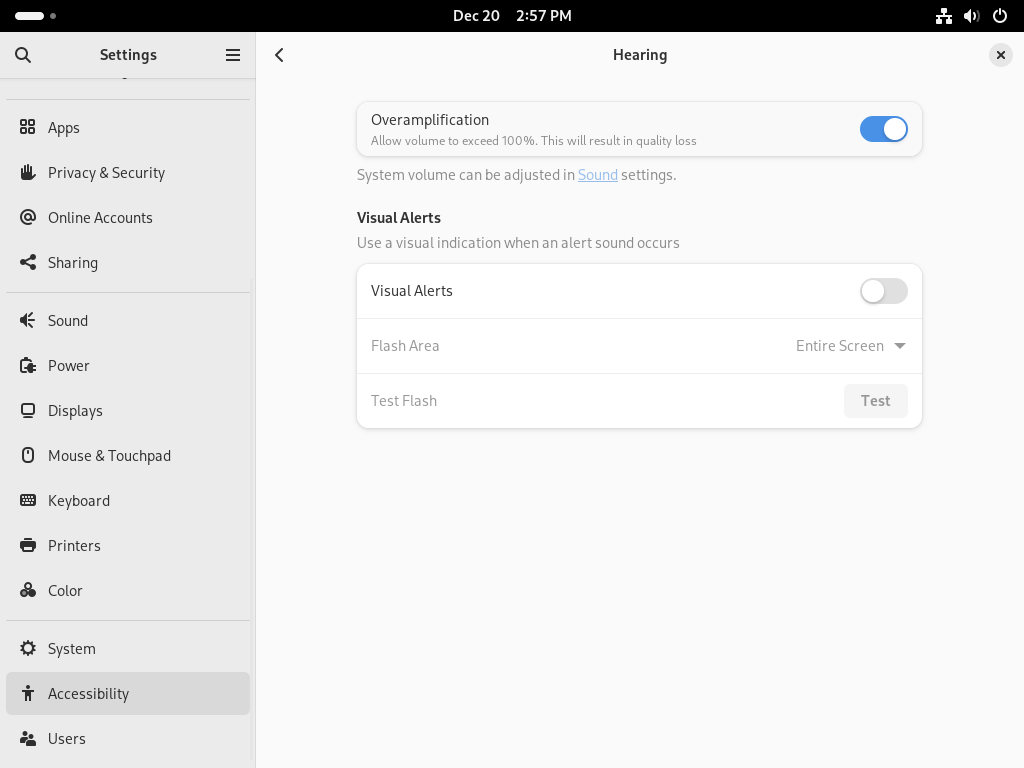 Dec 20 2:57 PM
Settings
Hearing
Apps
Privacy & Security
Online Accounts
Sharing
Sound
Power
Displays
Mouse & Touchpad
Keyboard
Printers
Color
System
Accessibility
Users
Overamplification
Allow volume to exceed 100%. This will result in quality loss
System volume can be adjusted in Sound settings.
Visual Alerts
Use a visual indication when an alert sound occurs
Visual Alerts
Flash Area
Entire Screen
Test Flash
Test